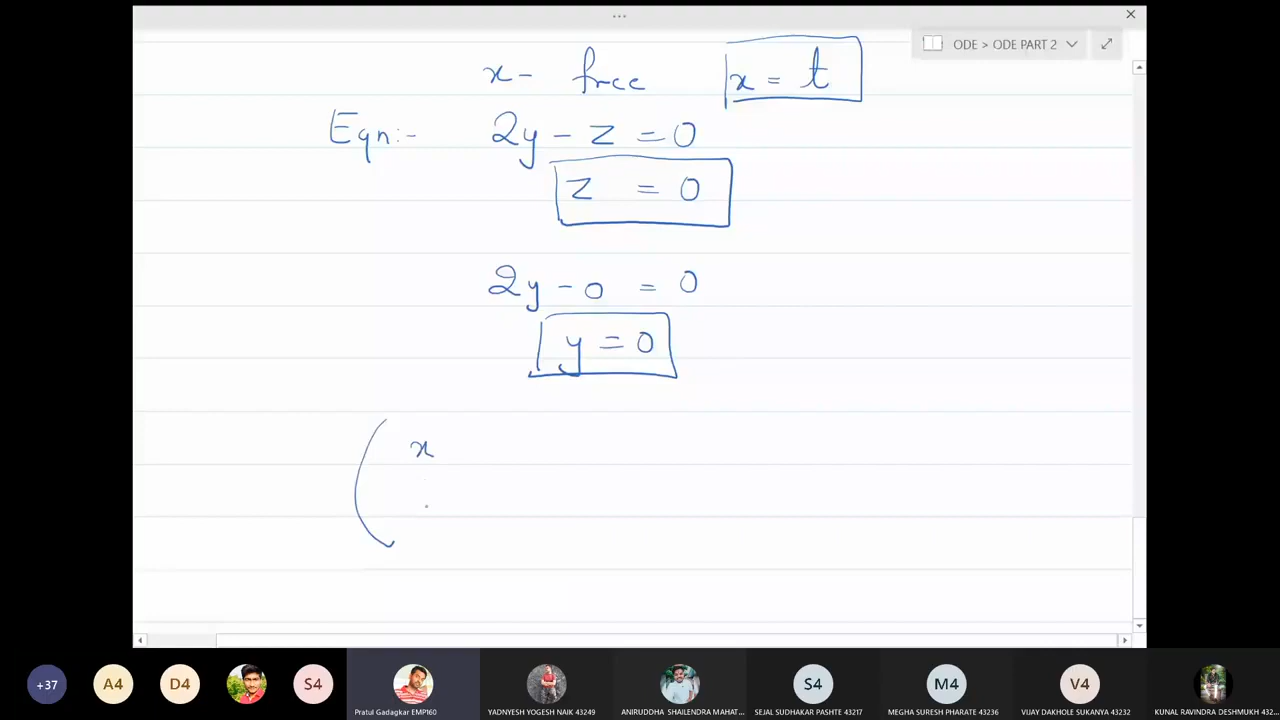 ODE > ODE PART 2
x - free x = t
Eqn:- 2y - z = 0
z = 0
2y - 0 = 0
y = 0
( x
+37
A4
D4
S4
Pratul Gadagkar EMP160
YADNYESH YOGESH NAIK 43249
ANIRUDDHA SHAILENDRA MAHAT...
S4
SEJAL SUDHAKAR PASHTE 43217
M4
MEGHA SURESH PHARATE 43236
V4
VIJAY DAKHOLE SUKANYA 43232
KUNAL RAVINDRA DESHMUKH 432...